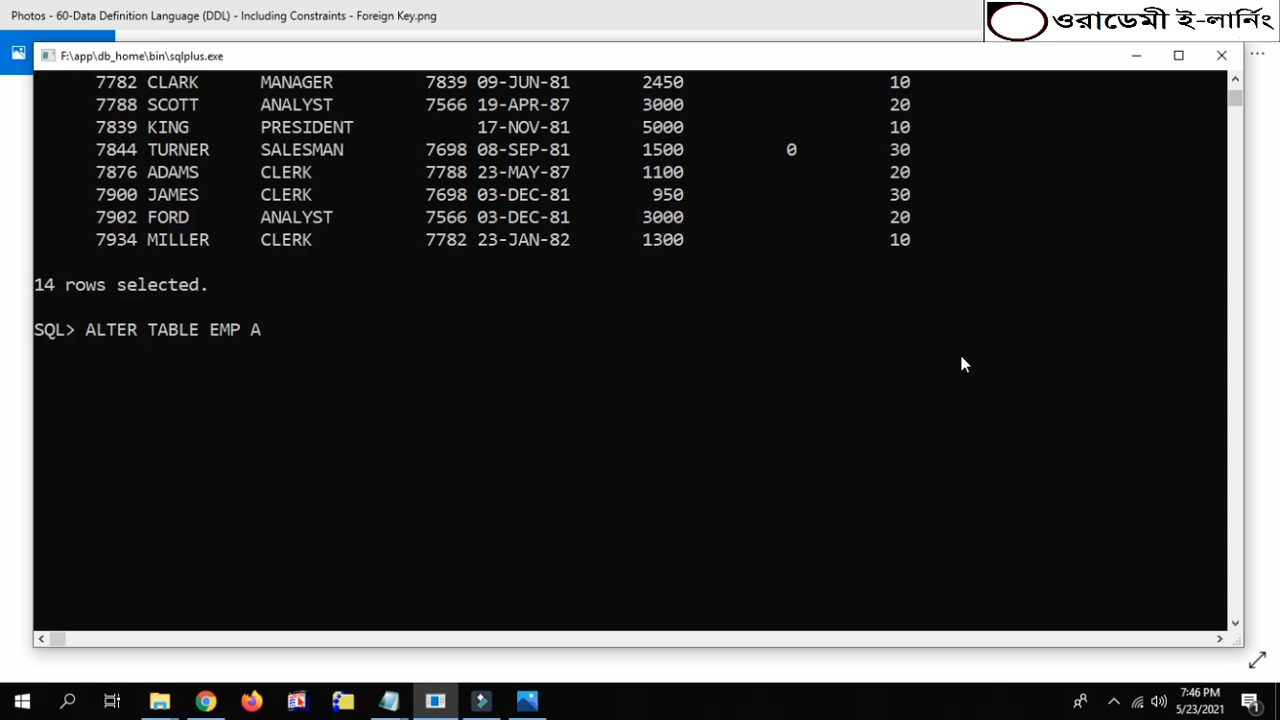 Photos - 60-Data Definition Language (DDL) - Including Constraints - Foreign Key.png
ওরাডেমী ই-লার্নিং
F:\app\db_home\bin\sqlplus.exe
7782 CLARK MANAGER 7839 09-JUN-81 2450 10
7788 SCOTT ANALYST 7566 19-APR-87 3000 20
7839 KING PRESIDENT 17-NOV-81 5000 10
7844 TURNER SALESMAN 7698 08-SEP-81 1500 0 30
7876 ADAMS CLERK 7788 23-MAY-87 1100 20
7900 JAMES CLERK 7698 03-DEC-81 950 30
7902 FORD ANALYST 7566 03-DEC-81 3000 20
7934 MILLER CLERK 7782 23-JAN-82 1300 10
14 rows selected.
SQL> ALTER TABLE EMP A
7:46 PM
5/23/2021
1